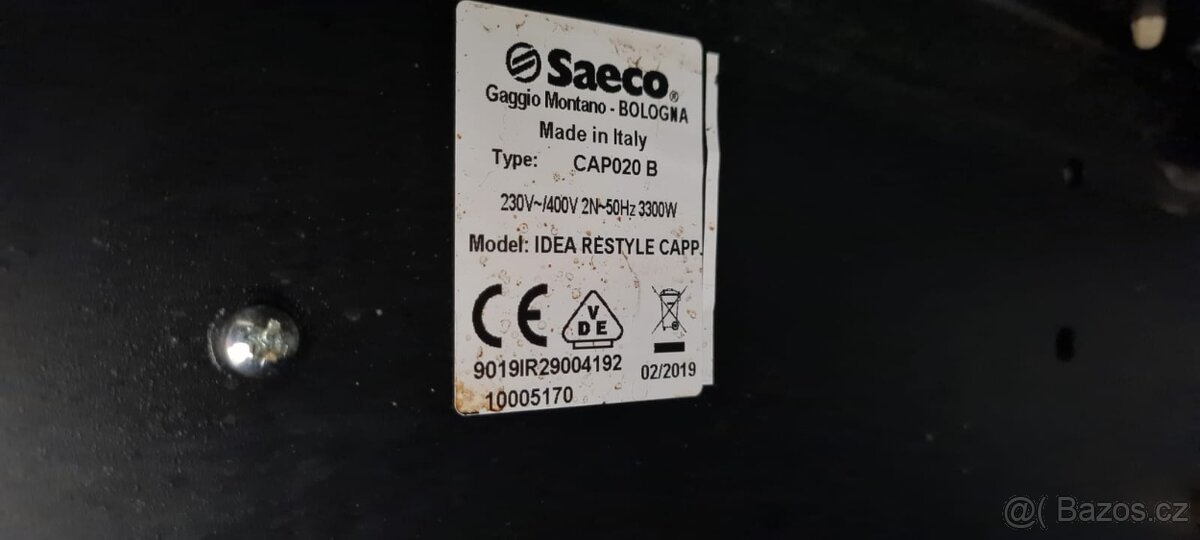 Saeco®
Gaggio Montano - BOLOGNA
Made in Italy
Type: CAP020 B
230V~/400V 2N~50Hz 3300W
Model: IDEA RESTYLE CAPP.
CE
V
DE
9019IR29004192
02/2019
10005170
@( Bazos.cz